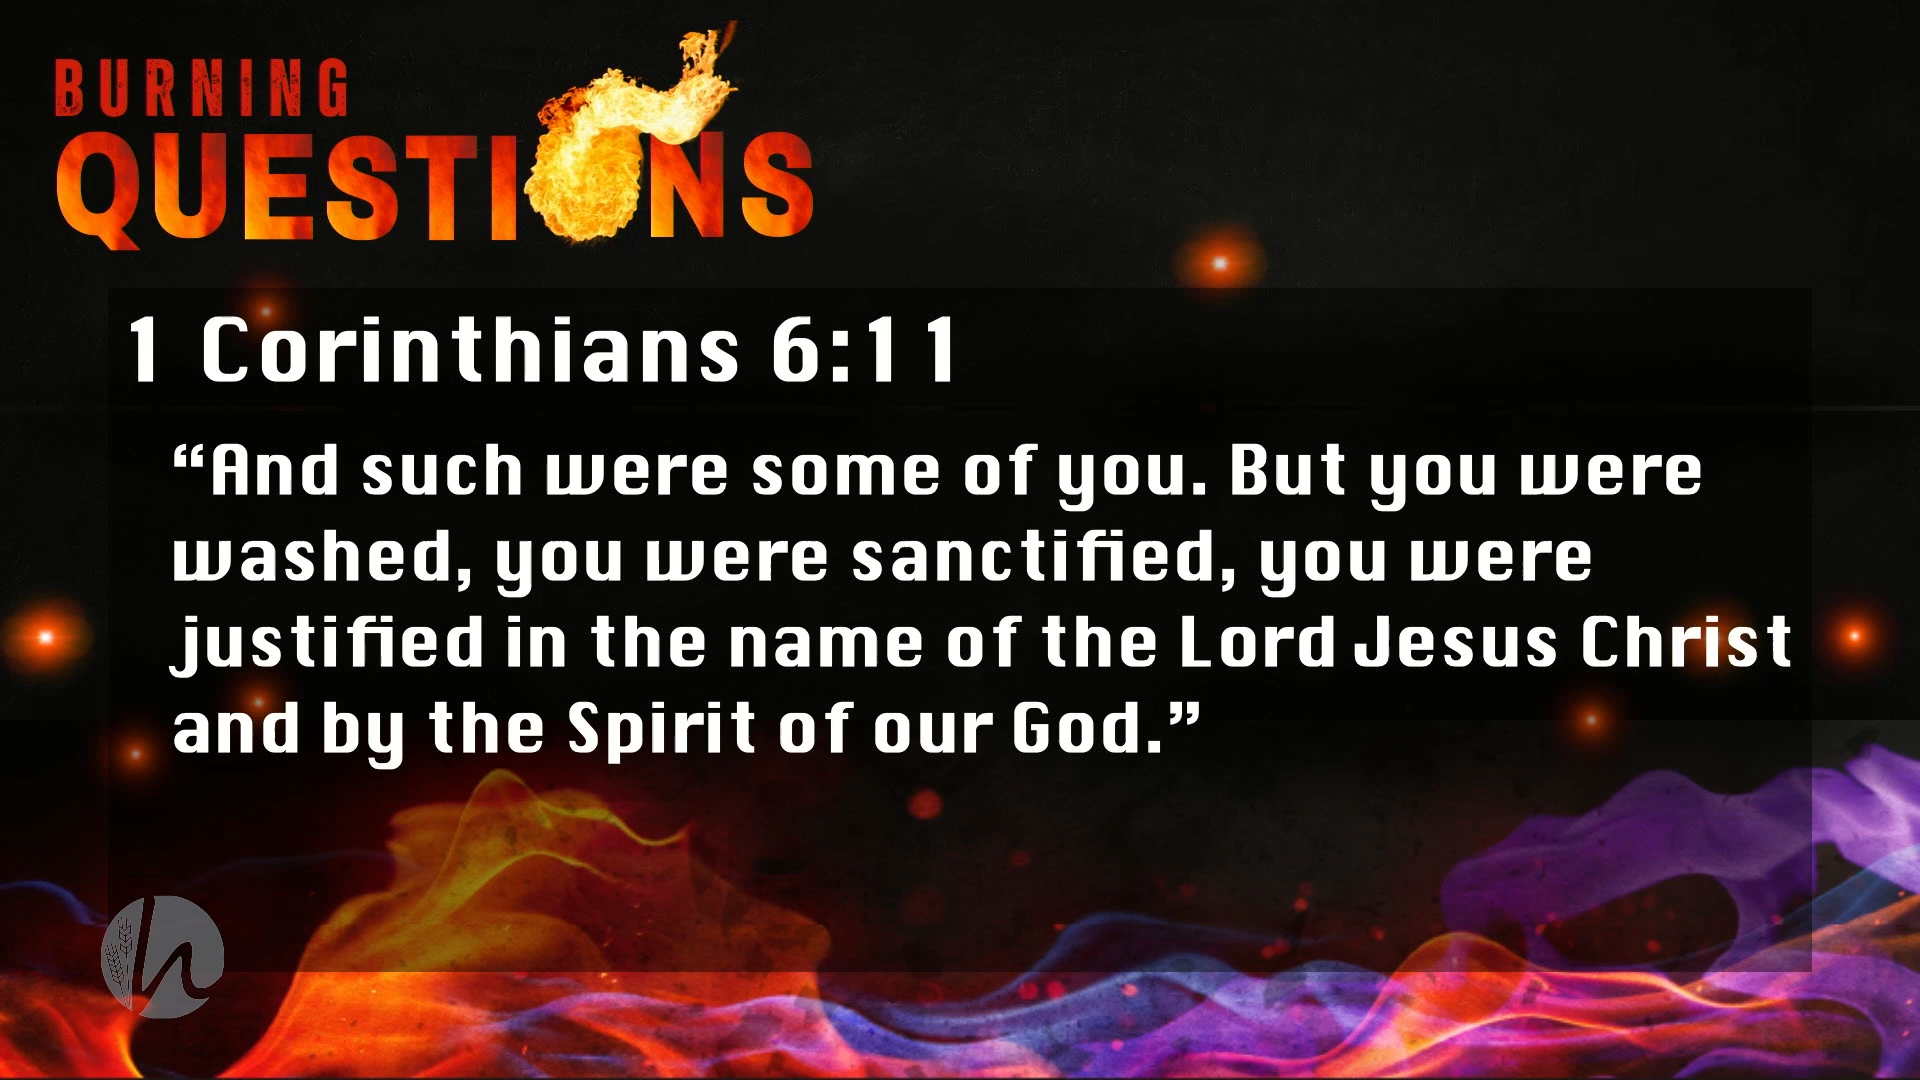 BURNING
QUESTIONS
1 Corinthians 6:11
“And such were some of you. But you were
washed, you were sanctified, you were
justified in the name of the Lord Jesus Christ
and by the Spirit of our God.”
h